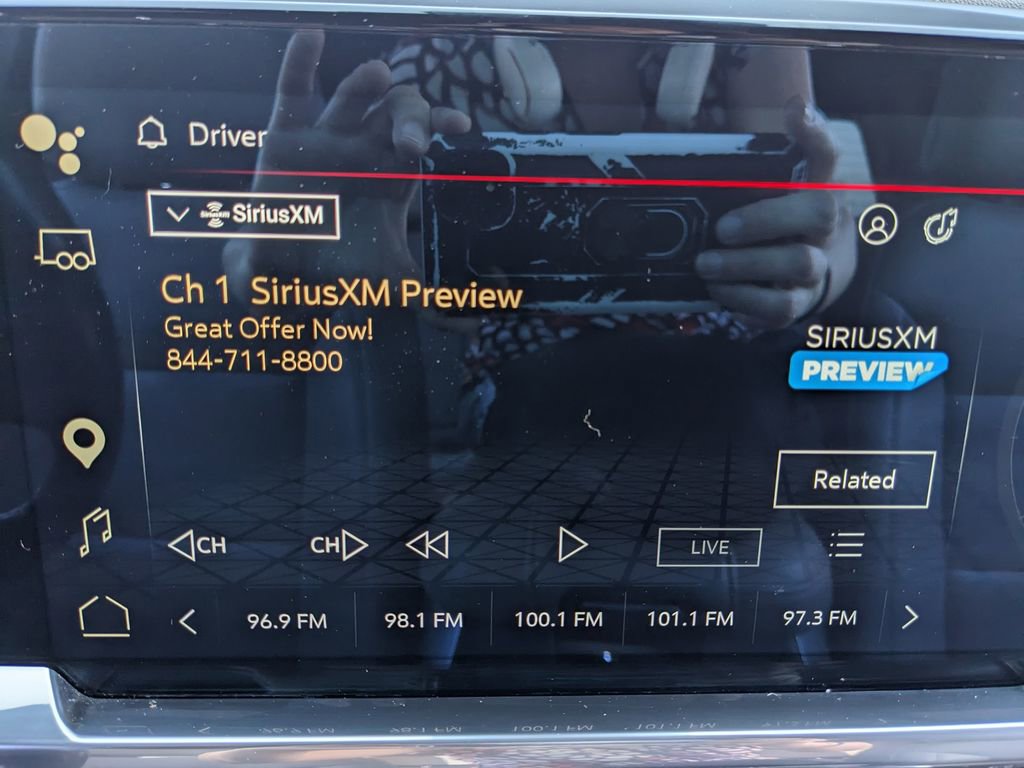 Driver
SiriusXM SiriusXM
Ch 1 SiriusXM Preview
Great Offer Now!
844-711-8800
SIRIUSXM
PREVIEW
Related
CH
CH
LIVE
96.9 FM
98.1 FM
100.1 FM
101.1 FM
97.3 FM